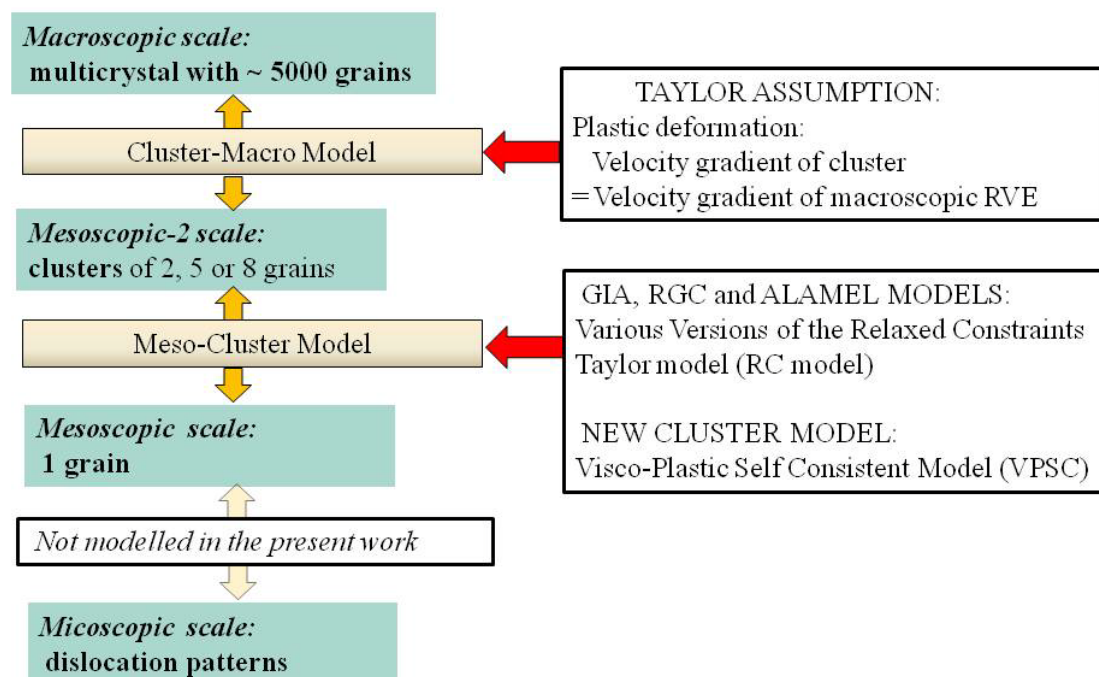 Macroscopic scale:
multicrystal with ~ 5000 grains
Cluster-Macro Model
TAYLOR ASSUMPTION:
Plastic deformation:
Velocity gradient of cluster
= Velocity gradient of macroscopic RVE
Mesoscopic-2 scale:
clusters of 2, 5 or 8 grains
Meso-Cluster Model
GIA, RGC and ALAMEL MODELS:
Various Versions of the Relaxed Constraints
Taylor model (RC model)
NEW CLUSTER MODEL:
Visco-Plastic Self Consistent Model (VPSC)
Mesoscopic scale:
1 grain
Not modelled in the present work
Micoscopic scale:
dislocation patterns